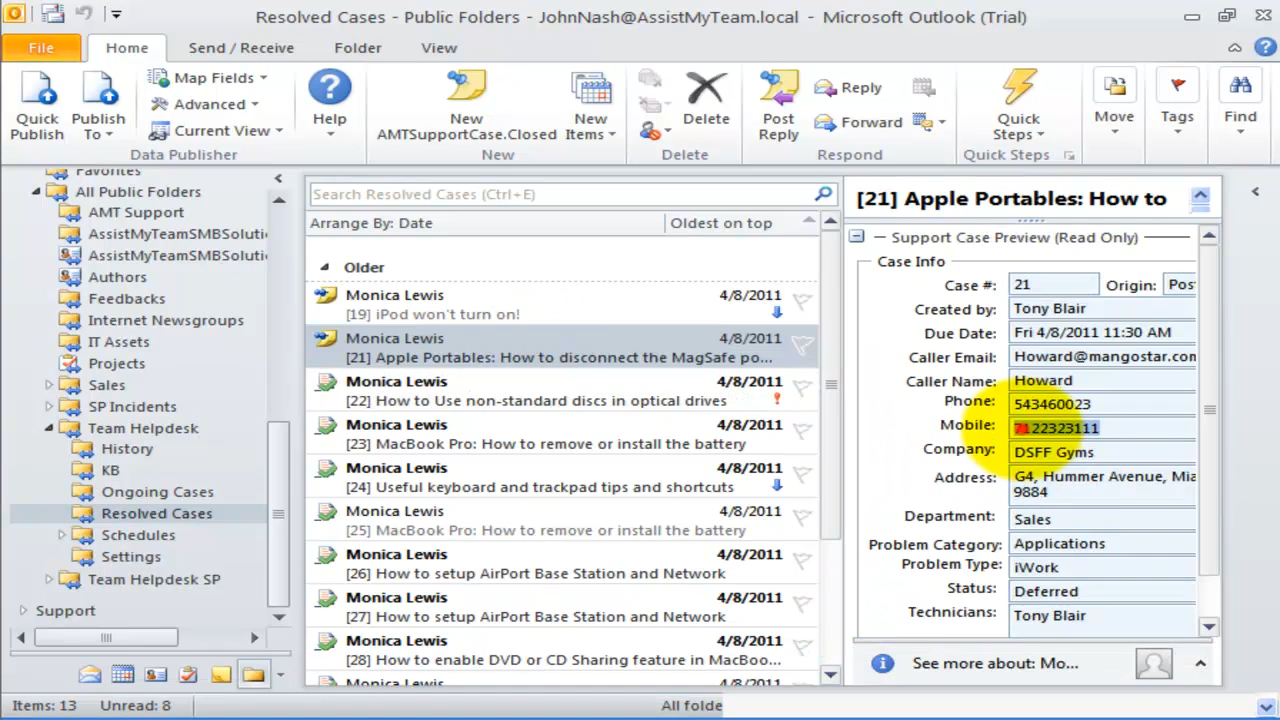 Resolved Cases - Public Folders - JohnNash@AssistMyTeam.local - Microsoft Outlook (Trial)
File Home Send / Receive Folder View
Quick Publish
Publish To
Map Fields
Advanced
Current View
Help
Data Publisher
New AMTSupportCase.Closed
New Items
New
Delete
Delete
Post Reply
Reply
Forward
Respond
Quick Steps
Quick Steps
Move
Tags
Find
Favorites
All Public Folders
AMT Support
AssistMyTeamSMBSoluti
AssistMyTeamSMBSoluti
Authors
Feedbacks
Internet Newsgroups
IT Assets
Projects
Sales
SP Incidents
Team Helpdesk
History
KB
Ongoing Cases
Resolved Cases
Schedules
Settings
Team Helpdesk SP
Support
Search Resolved Cases (Ctrl+E)
Arrange By: Date Oldest on top
Older
Monica Lewis 4/8/2011
[19] iPod won't turn on!
Monica Lewis 4/8/2011
[21] Apple Portables: How to disconnect the MagSafe po...
Monica Lewis 4/8/2011
[22] How to Use non-standard discs in optical drives
Monica Lewis 4/8/2011
[23] MacBook Pro: How to remove or install the battery
Monica Lewis 4/8/2011
[24] Useful keyboard and trackpad tips and shortcuts
Monica Lewis 4/8/2011
[25] MacBook Pro: How to remove or install the battery
Monica Lewis 4/8/2011
[26] How to setup AirPort Base Station and Network
Monica Lewis 4/8/2011
[27] How to setup AirPort Base Station and Network
Monica Lewis 4/8/2011
[28] How to enable DVD or CD Sharing feature in MacBoo...
Monica Lewis 4/8/2011
[21] Apple Portables: How to
Support Case Preview (Read Only)
Case Info
Case #: 21 Origin: Pos
Created by: Tony Blair
Due Date: Fri 4/8/2011 11:30 AM
Caller Email: Howard@mangostar.com
Caller Name: Howard
Phone: 543460023
Mobile: 7122323111
Company: DSFF Gyms
Address: G4, Hummer Avenue, Mia
9884
Department: Sales
Problem Category: Applications
Problem Type: iWork
Status: Deferred
Technicians: Tony Blair
See more about: Mo...
Items: 13 Unread: 8 All folde